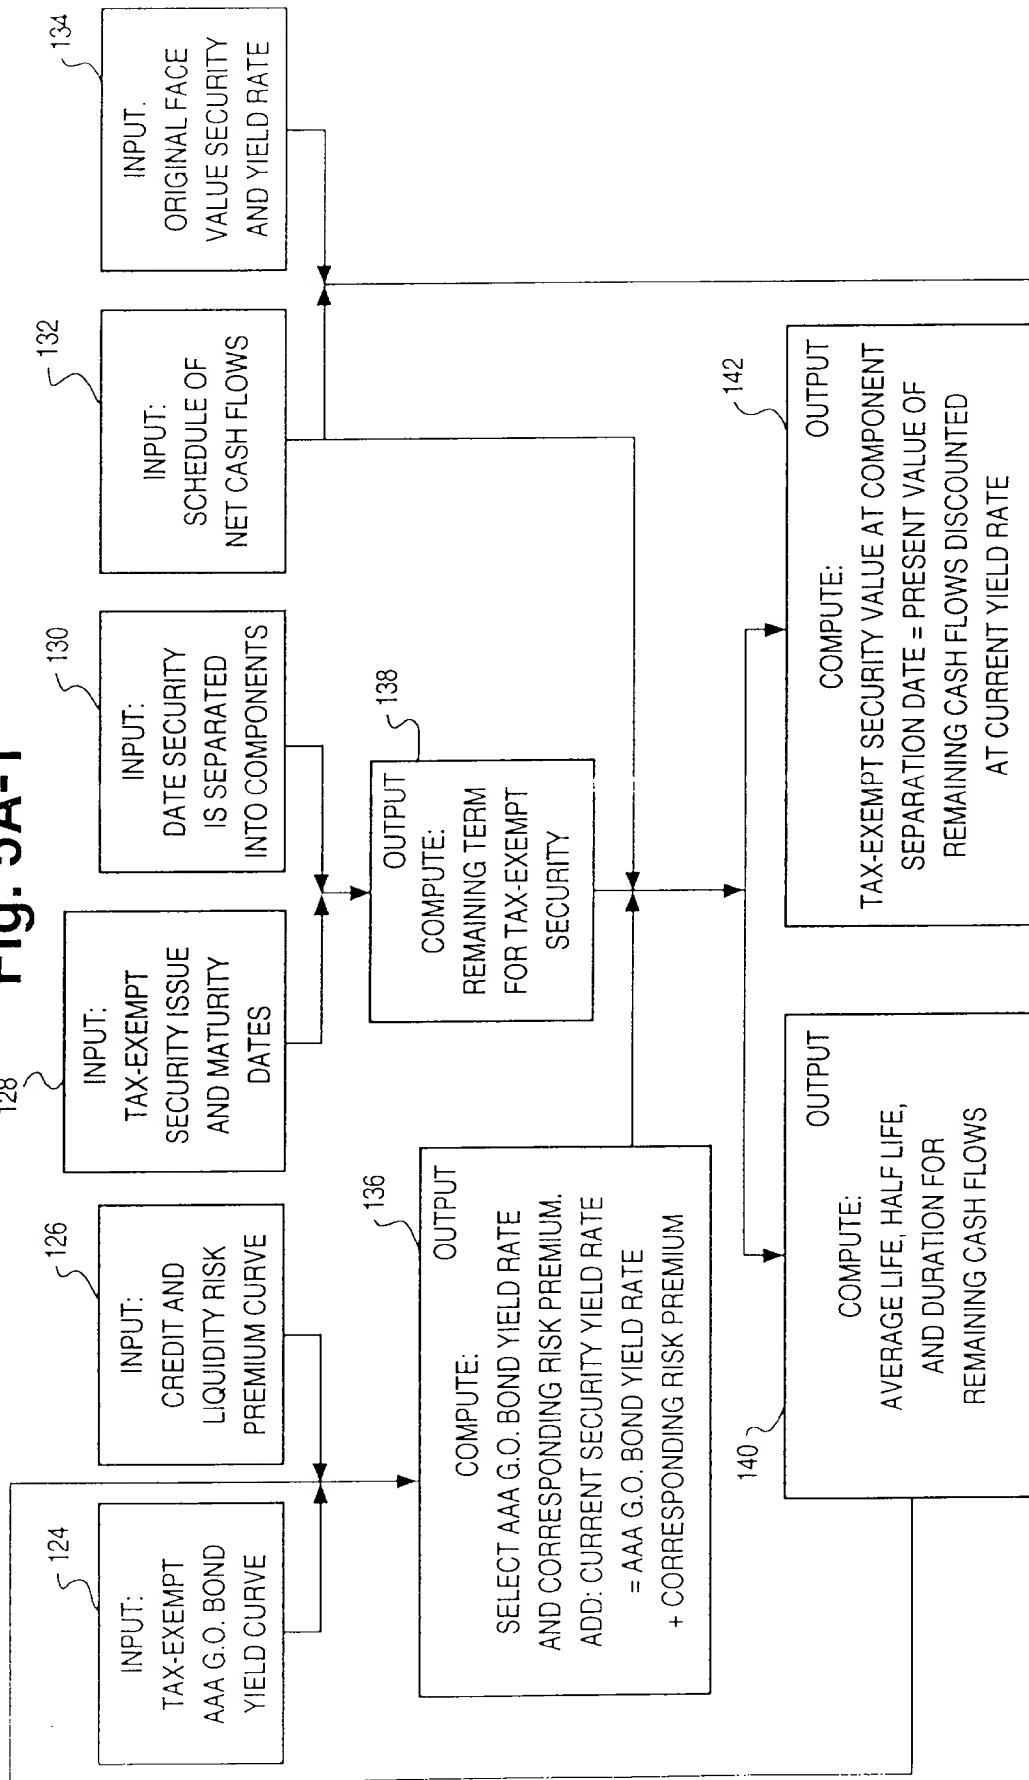 Fig. 5A-1
124
INPUT:
TAX-EXEMPT
AAA G.O. BOND
YIELD CURVE
126
INPUT:
CREDIT AND
LIQUIDITY RISK
PREMIUM CURVE
128
INPUT:
TAX-EXEMPT
SECURITY ISSUE
AND MATURITY
DATES
130
INPUT:
DATE SECURITY
IS SEPARATED
INTO COMPONENTS
132
INPUT:
SCHEDULE OF
NET CASH FLOWS
134
INPUT.
ORIGINAL FACE
VALUE SECURITY
AND YIELD RATE
136
OUTPUT
COMPUTE:
SELECT AAA G.O. BOND YIELD RATE
AND CORRESPONDING RISK PREMIUM.
ADD: CURRENT SECURITY YIELD RATE
= AAA G.O. BOND YIELD RATE
+ CORRESPONDING RISK PREMIUM
138
OUTPUT
COMPUTE:
REMAINING TERM
FOR TAX-EXEMPT
SECURITY
140
OUTPUT
COMPUTE:
AVERAGE LIFE, HALF LIFE,
AND DURATION FOR
REMAINING CASH FLOWS
142
OUTPUT
COMPUTE:
TAX-EXEMPT SECURITY VALUE AT COMPONENT
SEPARATION DATE = PRESENT VALUE OF
REMAINING CASH FLOWS DISCOUNTED
AT CURRENT YIELD RATE